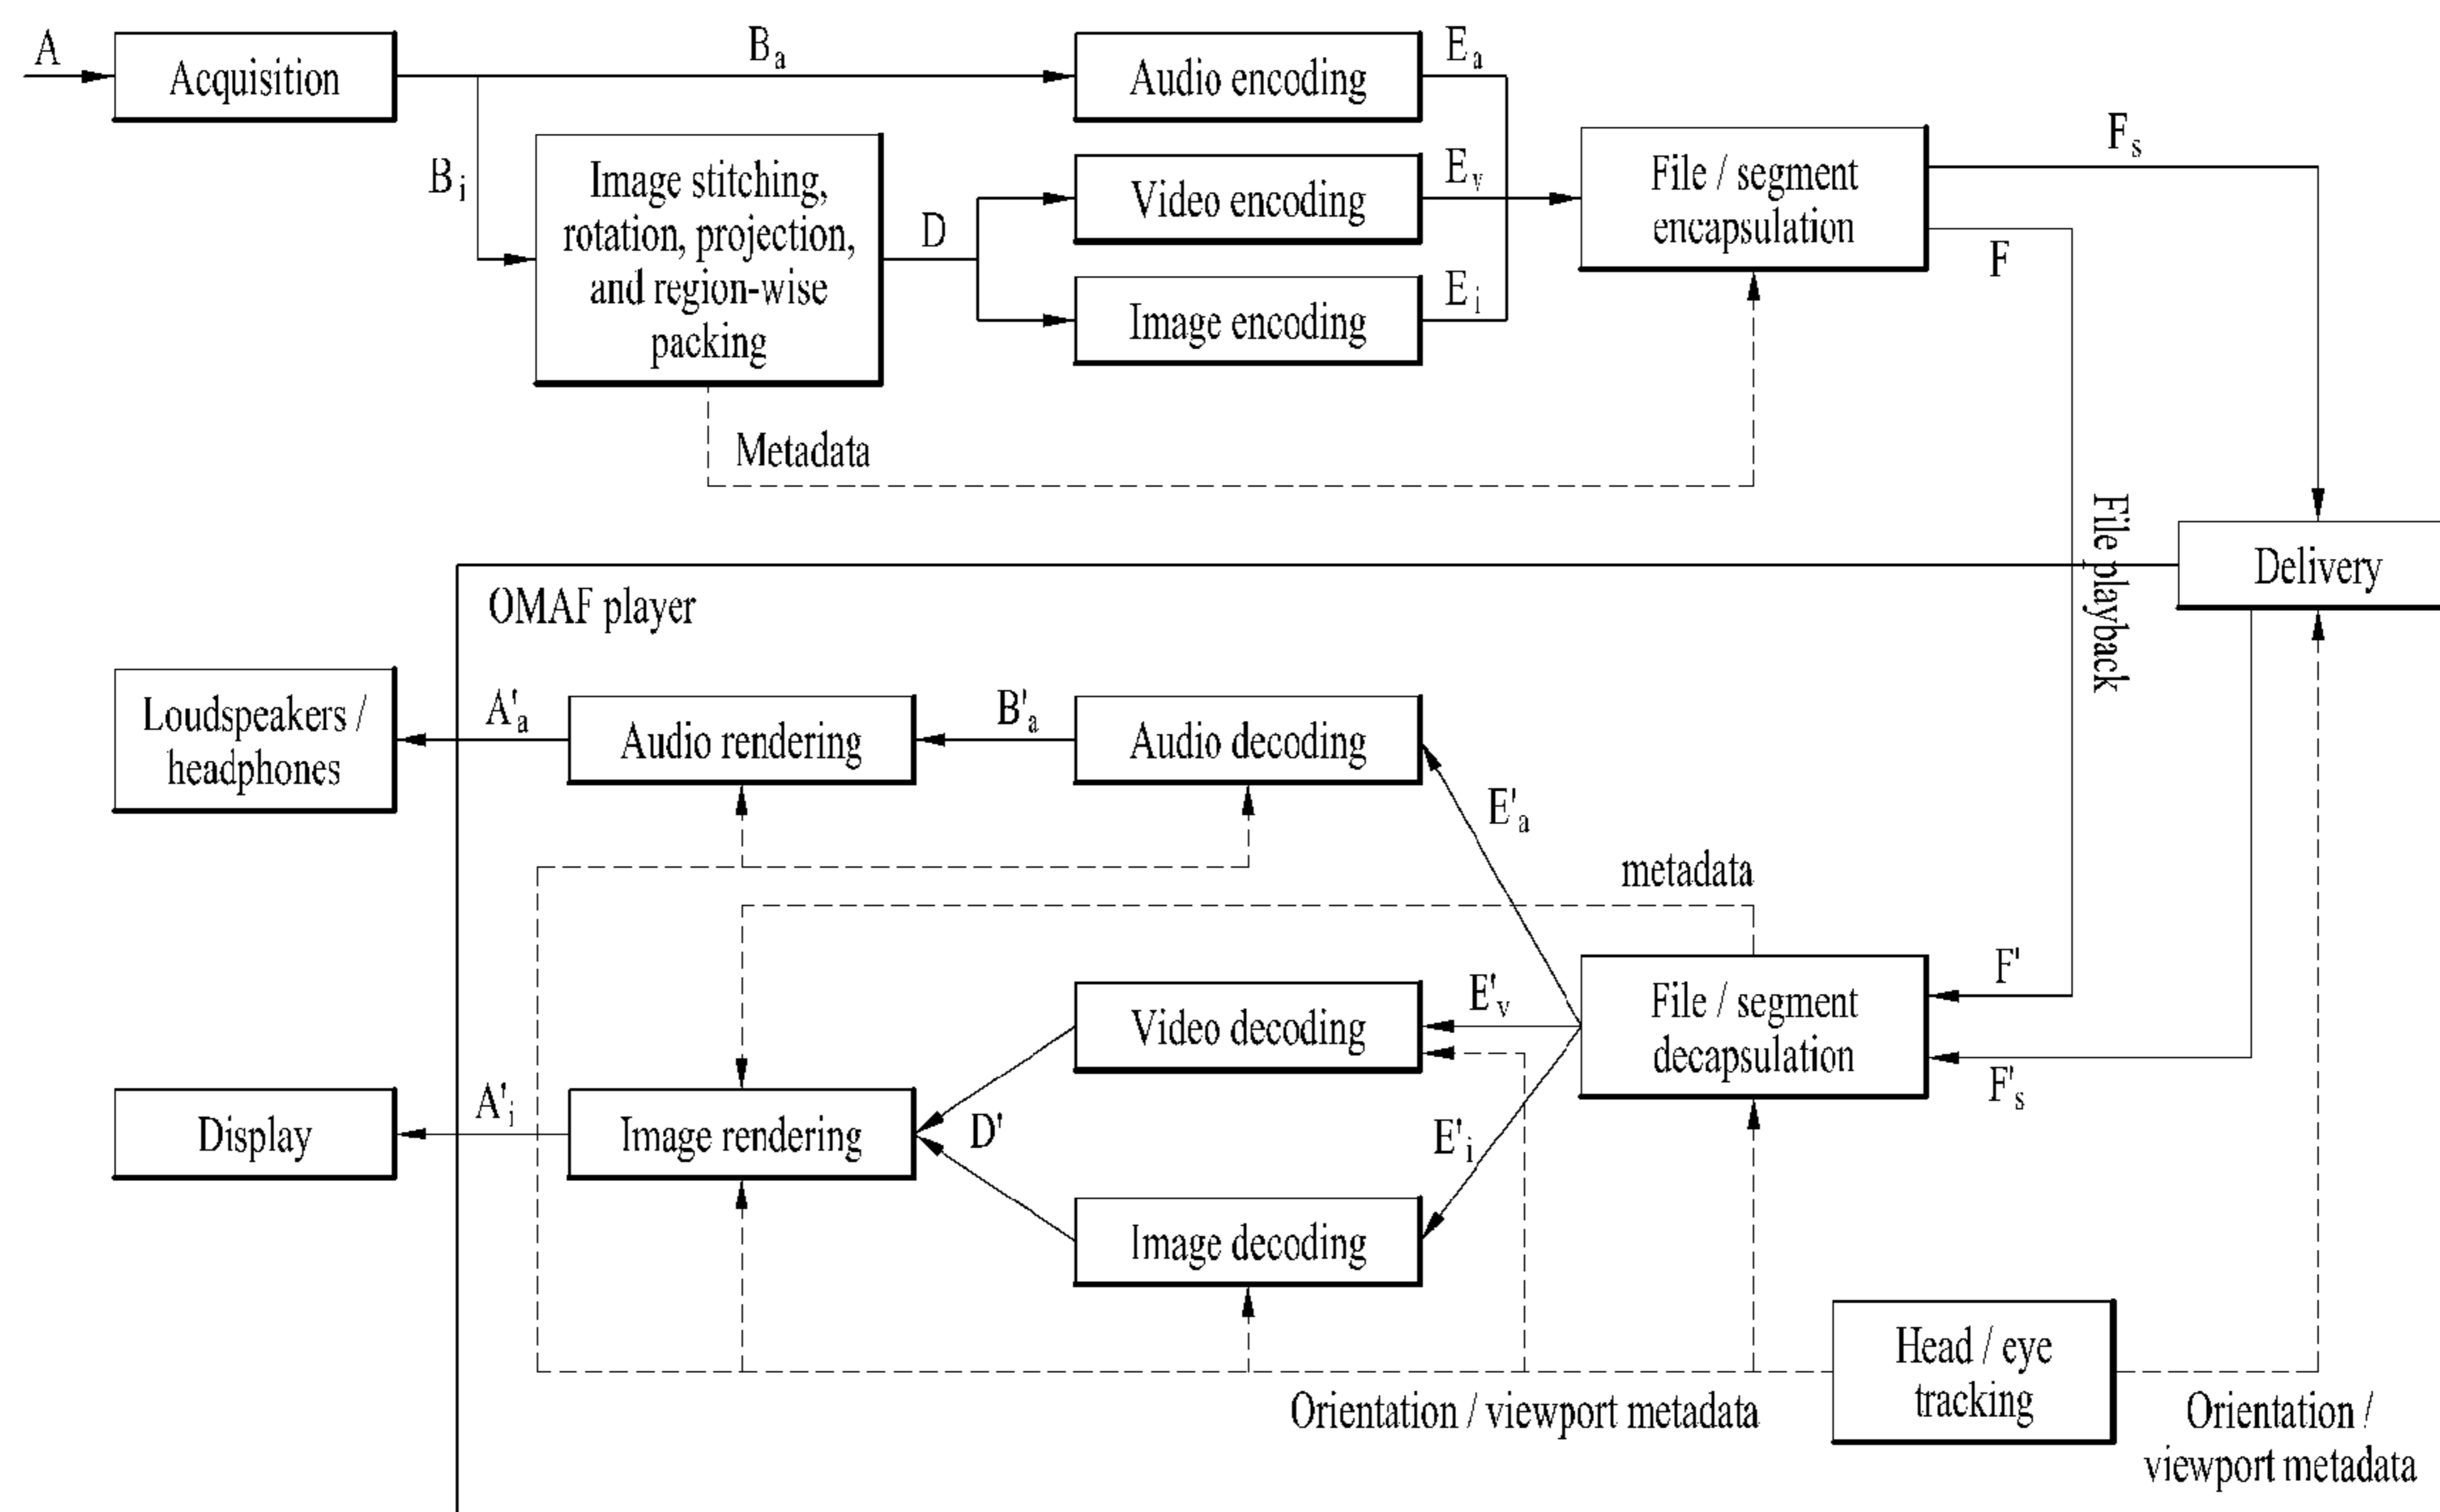 A
Acquisition
Ba
Bi
Image stitching,
rotation, projection,
and region-wise
packing
D
Audio encoding
Video encoding
Image encoding
Ea
Ev
Ei
File / segment
encapsulation
Fs
F
Metadata
File playback
Delivery
OMAF player
Loudspeakers /
headphones
A'a
Audio rendering
B'a
Audio decoding
E'a
metadata
Video decoding
E'v
File / segment
decapsulation
F'
F's
Display
A'i
Image rendering
D'
E'i
Image decoding
Head / eye
tracking
Orientation / viewport metadata
Orientation /
viewport metadata